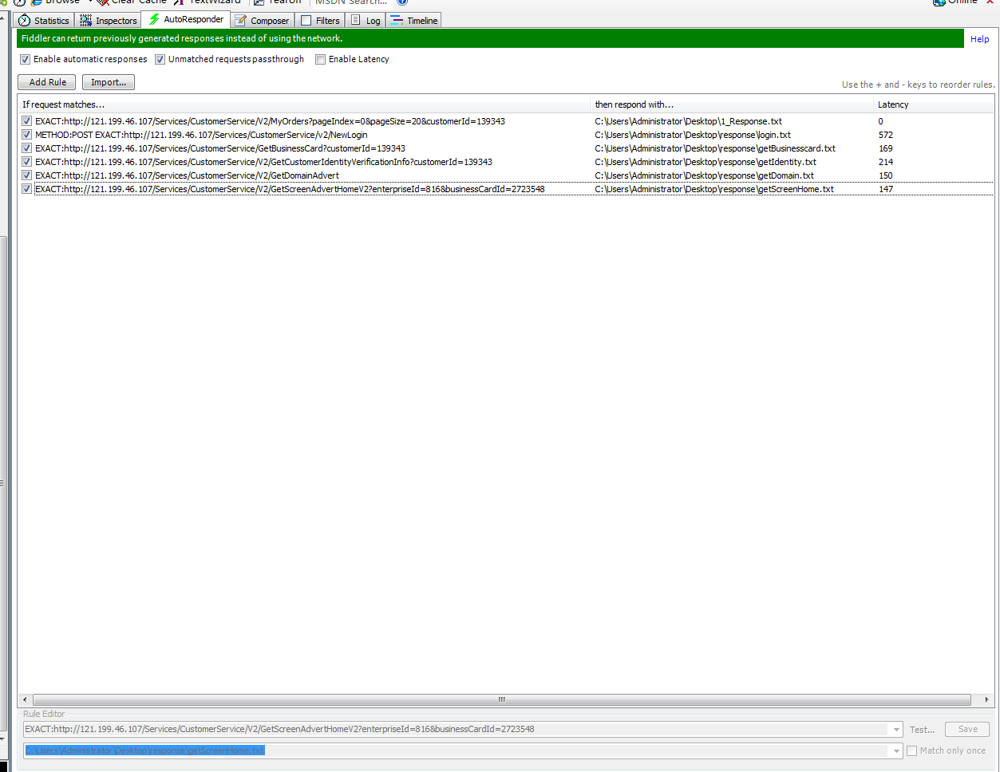 Browse Clear Cache TextWizard Tearoff MSDN Search... Online
Statistics Inspectors AutoResponder Composer Filters Log Timeline
Fiddler can return previously generated responses instead of using the network. Help
Enable automatic responses Unmatched requests passthrough Enable Latency
Add Rule Import... Use the + and - keys to reorder rules.
If request matches... then respond with... Latency
EXACT:http://121.199.46.107/Services/CustomerService/V2/MyOrders?pageIndex=0&pageSize=20&customerId=139343 C:\Users\Administrator\Desktop\1_Response.txt 0
METHOD:POST EXACT:http://121.199.46.107/Services/CustomerService/v2/NewLogin C:\Users\Administrator\Desktop\response\login.txt 572
EXACT:http://121.199.46.107/Services/CustomerService/GetBusinessCard?customerId=139343 C:\Users\Administrator\Desktop\response\getBusinesscard.txt 169
EXACT:http://121.199.46.107/Services/CustomerService/V2/GetCustomerIdentityVerificationInfo?customerId=139343 C:\Users\Administrator\Desktop\response\getIdentity.txt 214
EXACT:http://121.199.46.107/Services/CustomerService/V2/GetDomainAdvert C:\Users\Administrator\Desktop\response\getDomain.txt 150
EXACT:http://121.199.46.107/Services/CustomerService/V2/GetScreenAdvertHomeV2?enterpriseId=816&businessCardId=2723548 C:\Users\Administrator\Desktop\response\getScreenHome.txt 147
Rule Editor
EXACT:http://121.199.46.107/Services/CustomerService/V2/GetScreenAdvertHomeV2?enterpriseId=816&businessCardId=2723548 Test... Save
C:\Users\Administrator\Desktop\response\getScreenHome.txt Match only once